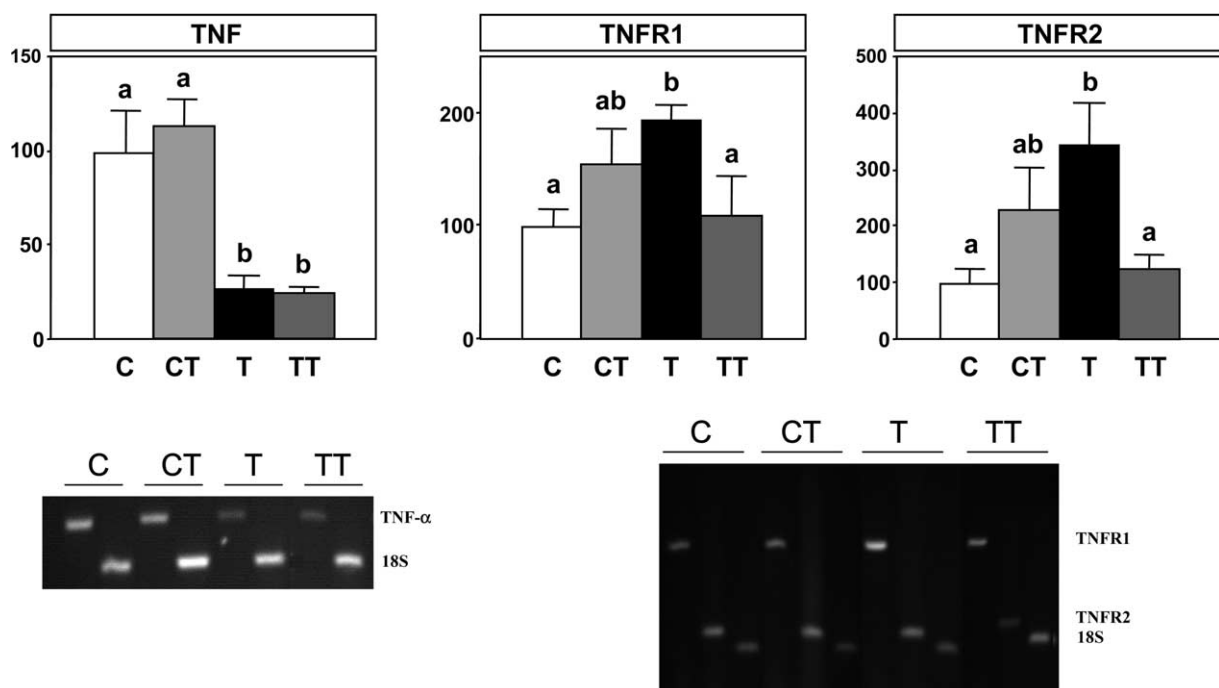 TNF
150
100
50
0
a
a
b
b
C CT T TT
TNFR1
200
100
0
a
ab
b
a
C CT T TT
TNFR2
500
400
300
200
100
0
a
ab
b
a
C CT T TT
C CT T TT
TNF-α
18S
C CT T TT
TNFR1
TNFR2
18S